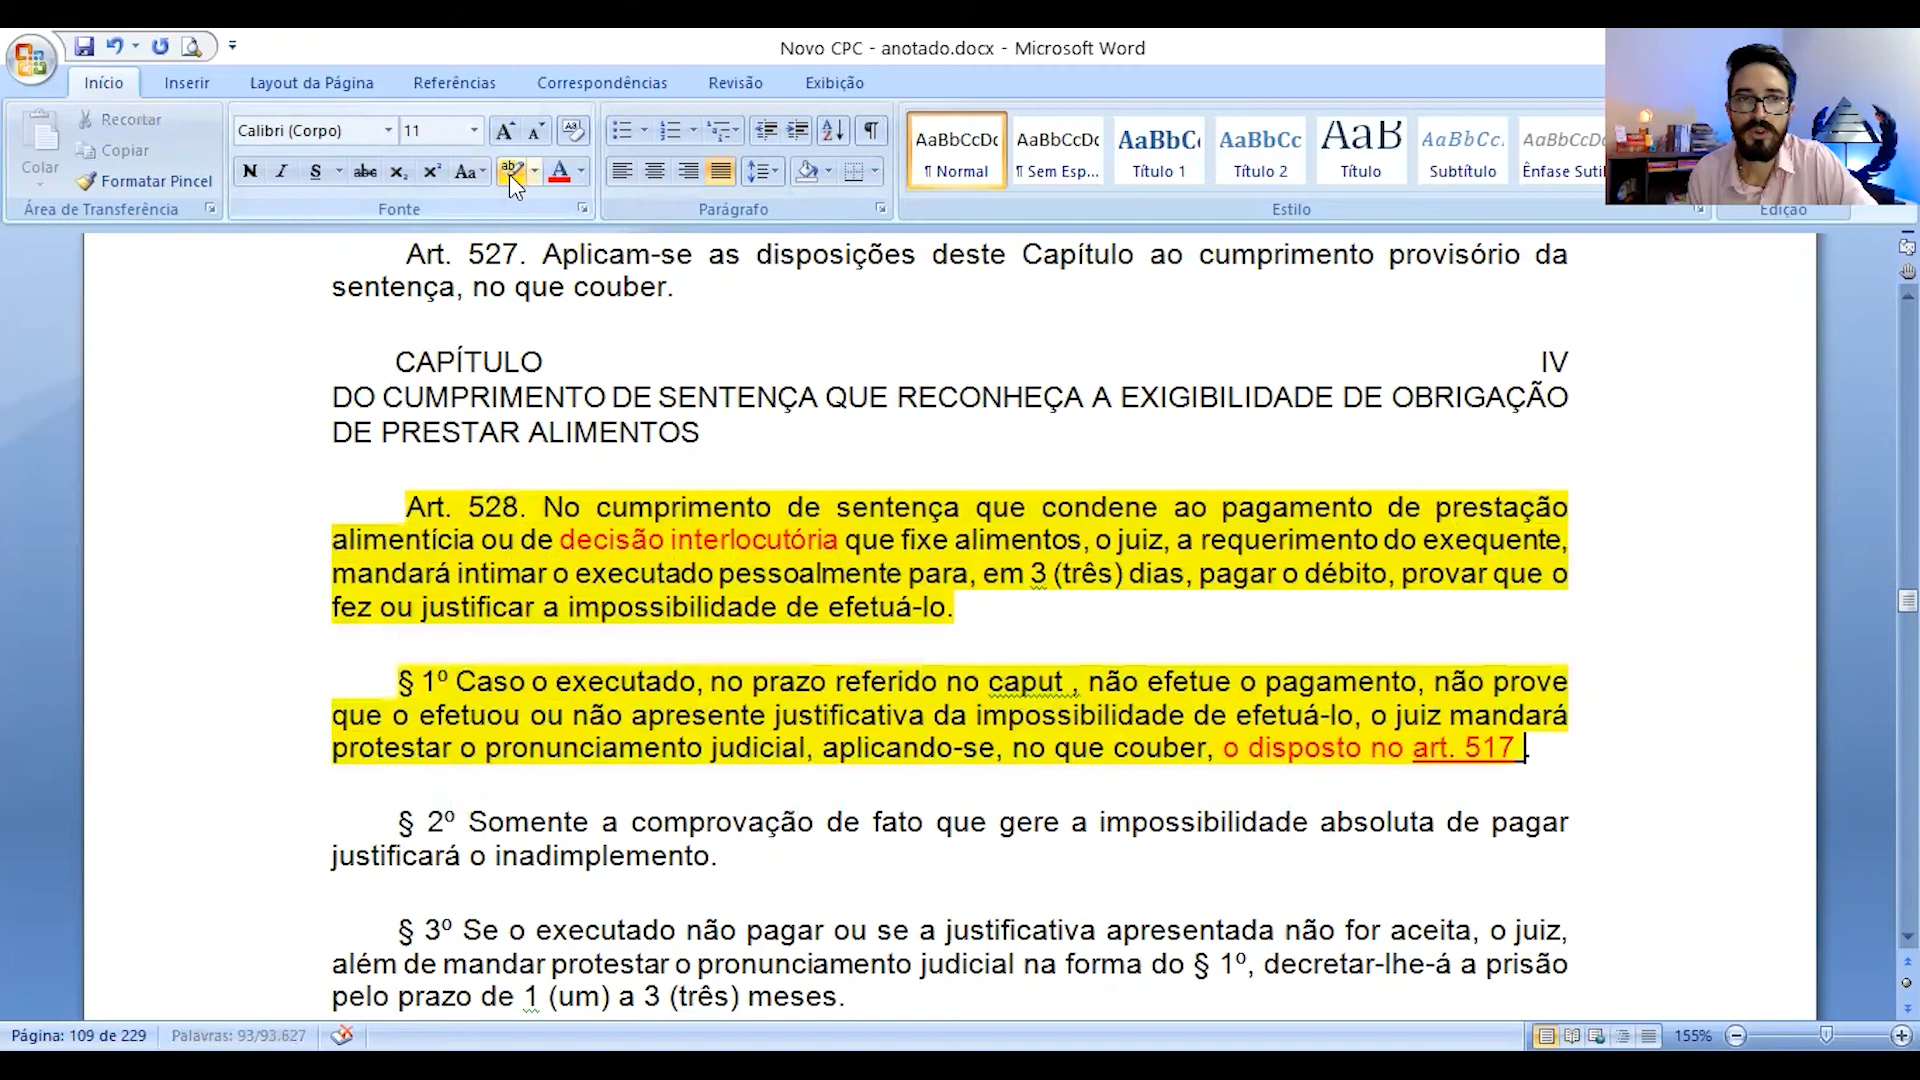 Novo CPC - anotado.docx - Microsoft Word
Início Inserir Layout da Página Referências Correspondências Revisão Exibição
Colar
Recortar
Copiar
Formatar Pincel
Área de Transferência
Calibri (Corpo) 11
N I S abc x₂ x² Aa ab A
Fonte
Parágrafo
AaBbCcDc AaBbCcDc AaBbC AaBbCc AaB AaBbCc. AaBbCcDc
¶ Normal ¶ Sem Esp... Título 1 Título 2 Título Subtítulo Ênfase Sutil
Estilo
Edição
Art. 527. Aplicam-se as disposições deste Capítulo ao cumprimento provisório da
sentença, no que couber.
CAPÍTULO IV
DO CUMPRIMENTO DE SENTENÇA QUE RECONHEÇA A EXIGIBILIDADE DE OBRIGAÇÃO
DE PRESTAR ALIMENTOS
Art. 528. No cumprimento de sentença que condene ao pagamento de prestação
alimentícia ou de decisão interlocutória que fixe alimentos, o juiz, a requerimento do exequente,
mandará intimar o executado pessoalmente para, em 3 (três) dias, pagar o débito, provar que o
fez ou justificar a impossibilidade de efetuá-lo.
§ 1º Caso o executado, no prazo referido no caput , não efetue o pagamento, não prove
que o efetuou ou não apresente justificativa da impossibilidade de efetuá-lo, o juiz mandará
protestar o pronunciamento judicial, aplicando-se, no que couber, o disposto no art. 517 .
§ 2º Somente a comprovação de fato que gere a impossibilidade absoluta de pagar
justificará o inadimplemento.
§ 3º Se o executado não pagar ou se a justificativa apresentada não for aceita, o juiz,
além de mandar protestar o pronunciamento judicial na forma do § 1º, decretar-lhe-á a prisão
pelo prazo de 1 (um) a 3 (três) meses.
Página: 109 de 229 Palavras: 93/93.627 155%